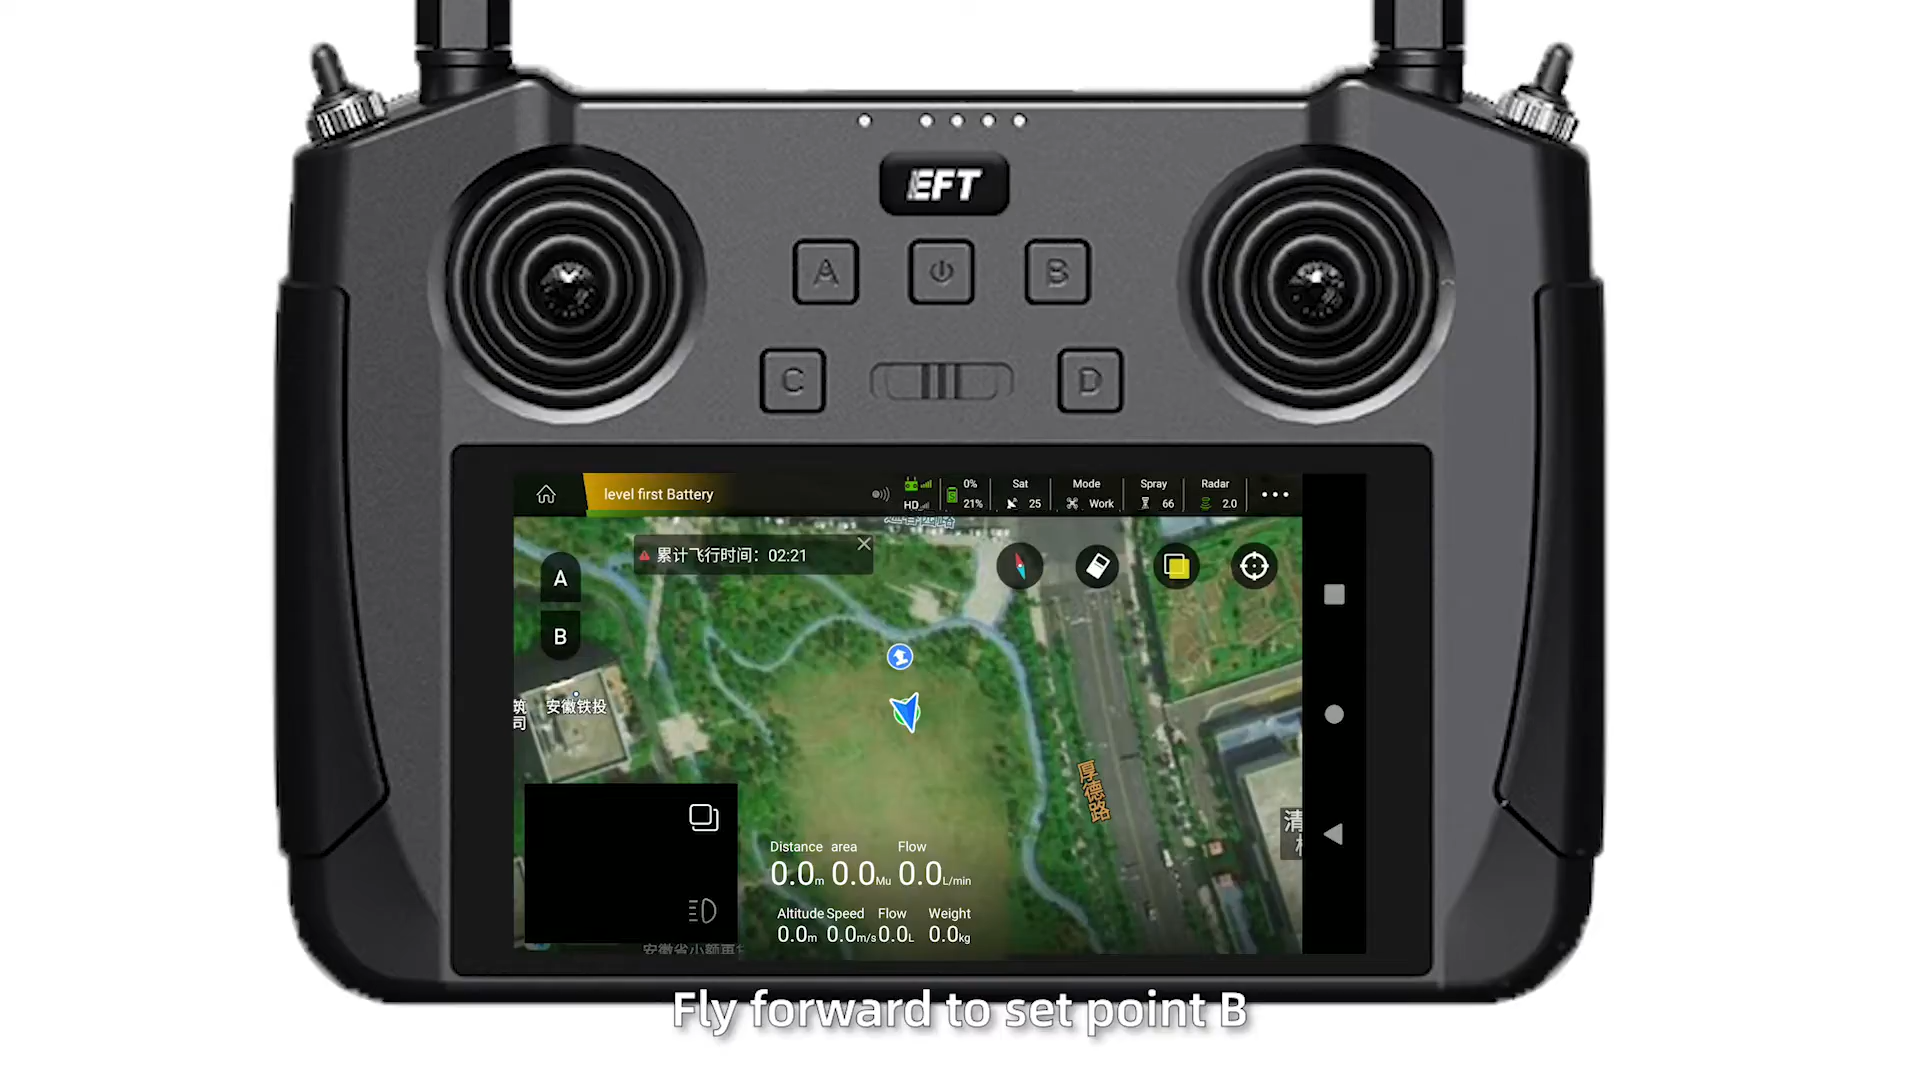 EFT
A
B
C
D
level first Battery
HD
0%
21%
Sat
25
Mode
Work
Spray
66
Radar
2.0
累计飞行时间：02:21
A
B
筑
司
安徽铁投
厚德路
清
Distance area Flow
0.0m 0.0Mu 0.0L/min
Altitude Speed Flow Weight
0.0m 0.0m/s 0.0L 0.0kg
Fly forward to set point B